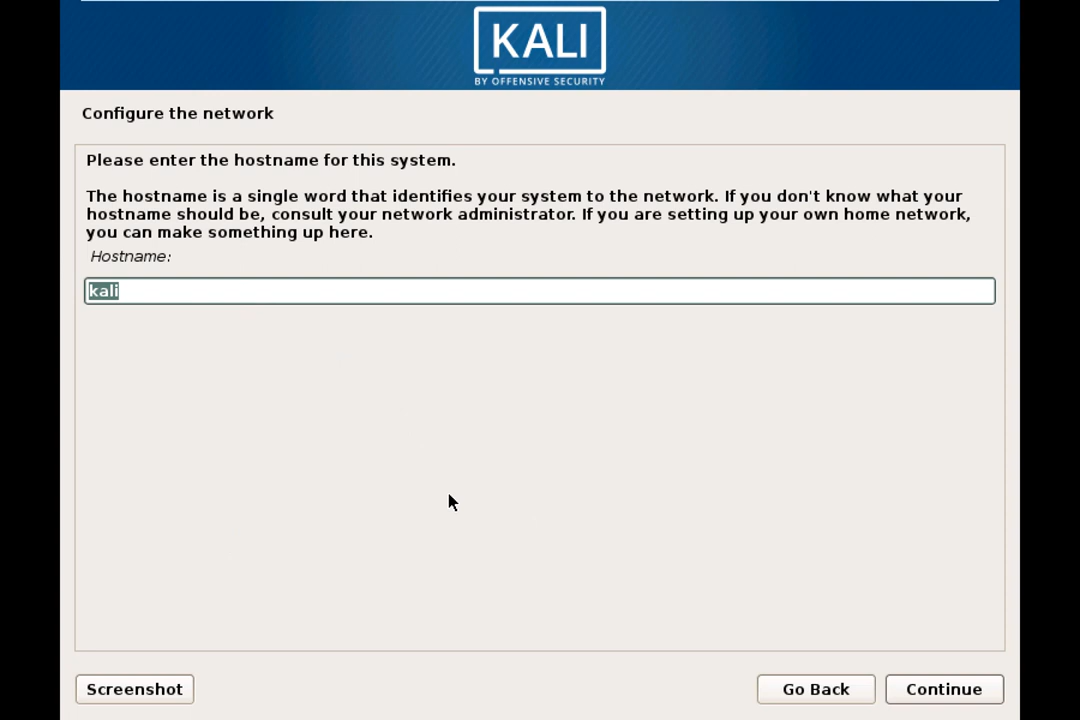 KALI
BY OFFENSIVE SECURITY
Configure the network
Please enter the hostname for this system.
The hostname is a single word that identifies your system to the network. If you don't know what your
hostname should be, consult your network administrator. If you are setting up your own home network,
you can make something up here.
Hostname:
kali
Screenshot
Go Back
Continue